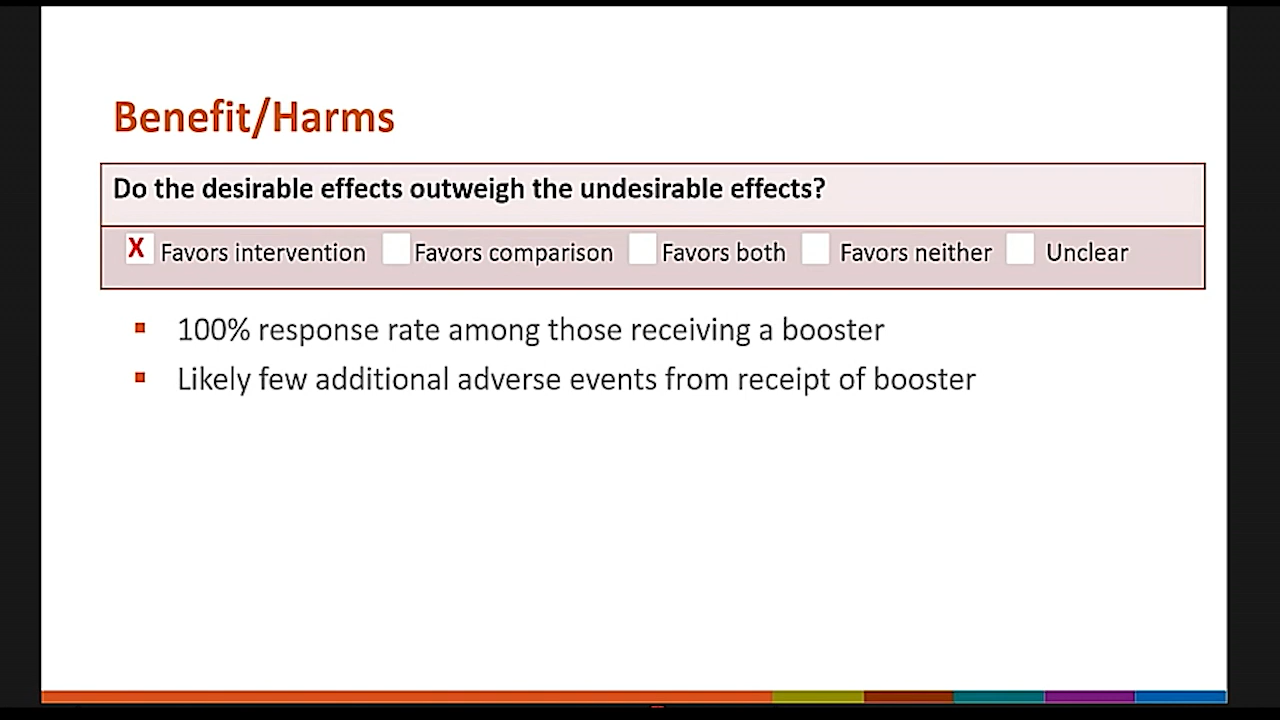 Benefit/Harms
Do the desirable effects outweigh the undesirable effects?
X Favors intervention Favors comparison Favors both Favors neither Unclear
100% response rate among those receiving a booster
Likely few additional adverse events from receipt of booster